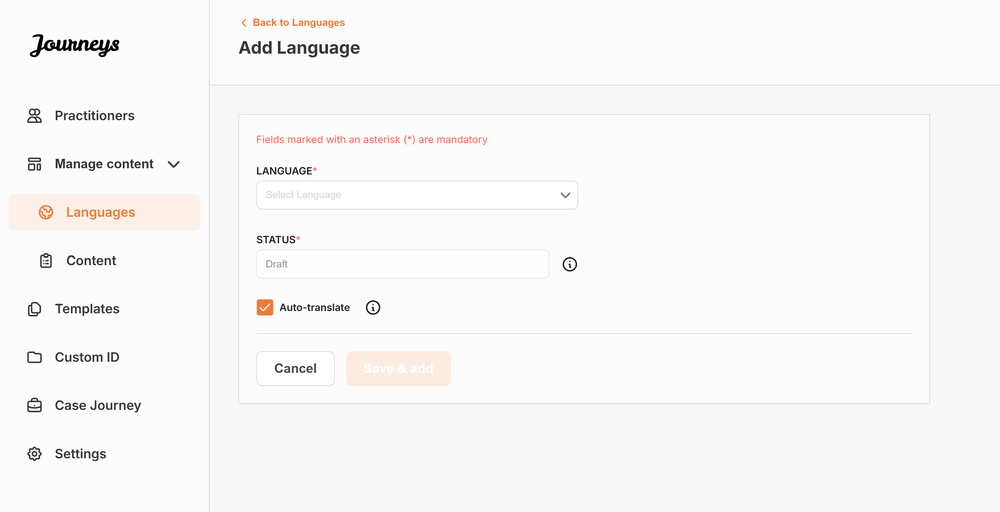 Journeys
Practitioners
Manage content
Languages
Content
Templates
Custom ID
Case Journey
Settings
Back to Languages
Add Language
Fields marked with an asterisk (*) are mandatory
LANGUAGE*
Select Language
STATUS*
Draft
Auto-translate
Cancel
Save & add